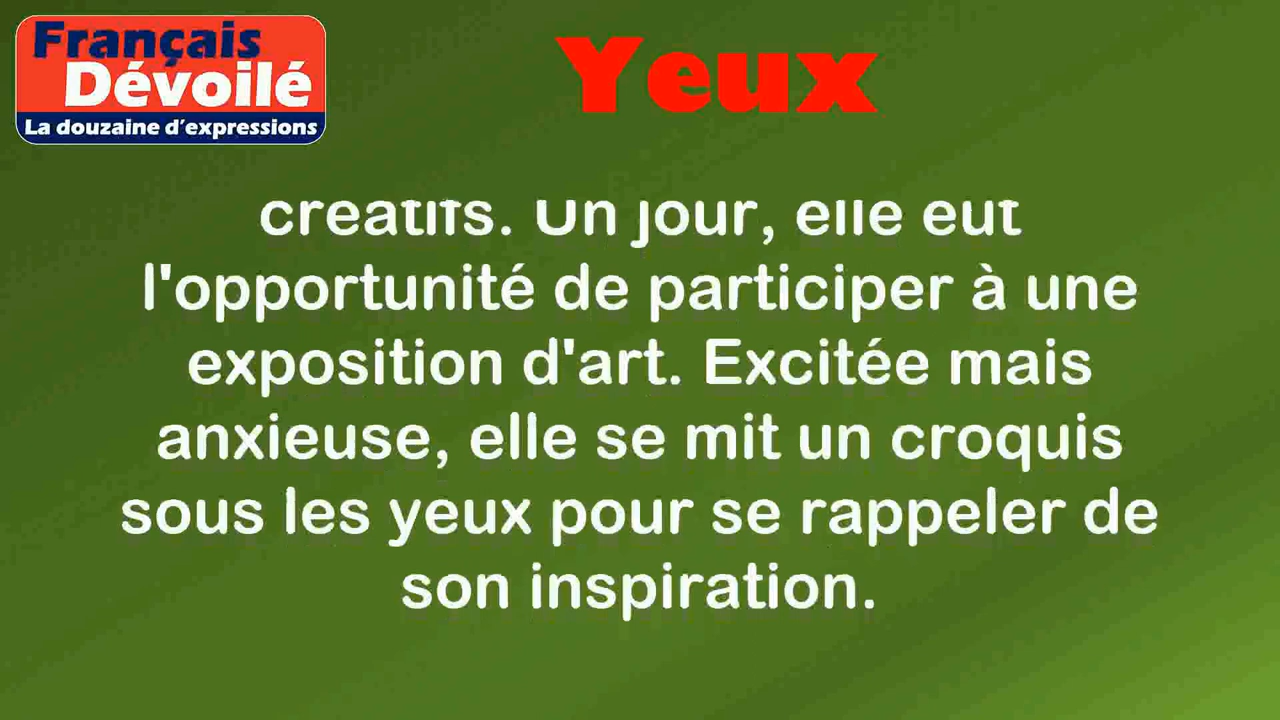 Français
Dévoilé
La douzaine d'expressions
Yeux
créatifs. Un jour, elle eut
l'opportunité de participer à une
exposition d'art. Excitée mais
anxieuse, elle se mit un croquis
sous les yeux pour se rappeler de
son inspiration.